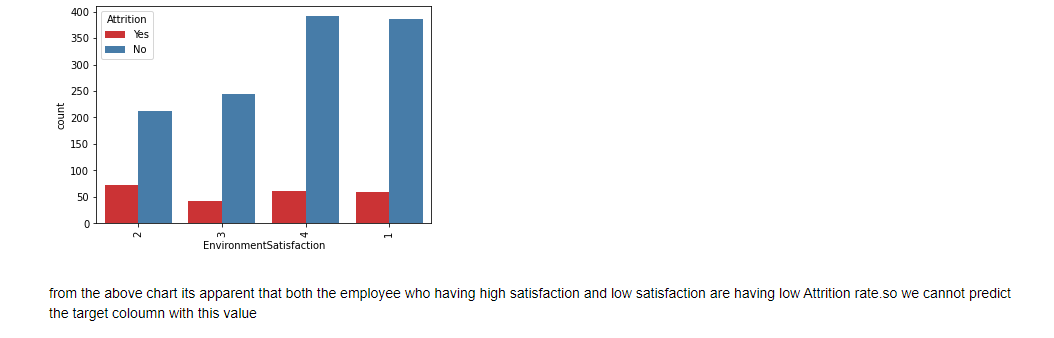 400
Attrition
Yes
350
No
300
250
count
200
150
100
50
0
2
3
4
1
EnvironmentSatisfaction
from the above chart its apparent that both the employee who having high satisfaction and low satisfaction are having low Attrition rate.so we cannot predict
the target coloumn with this value